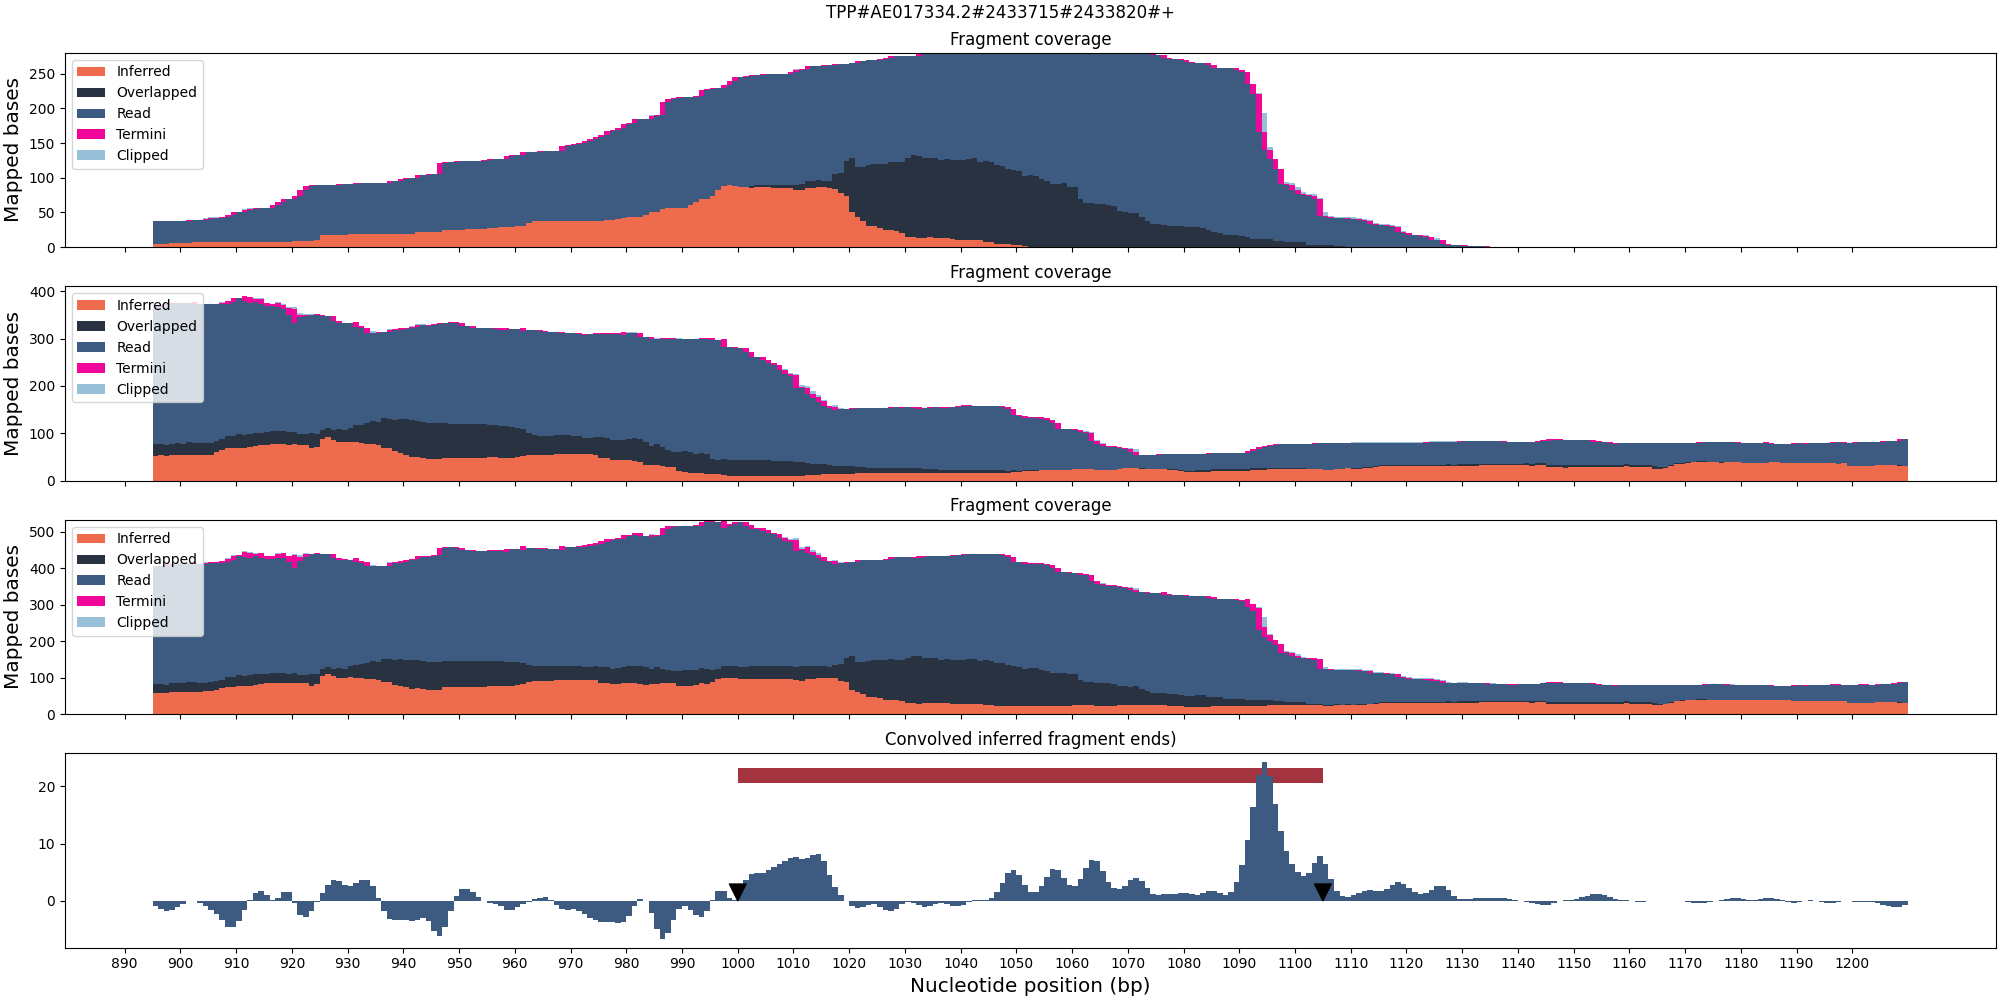 TPP#AE017334.2#2433715#2433820#+
Fragment coverage
Mapped bases
250
200
150
100
50
0
Inferred
Overlapped
Read
Termini
Clipped
Fragment coverage
Mapped bases
400
300
200
100
0
Inferred
Overlapped
Read
Termini
Clipped
Fragment coverage
Mapped bases
500
400
300
200
100
0
Inferred
Overlapped
Read
Termini
Clipped
Convolved inferred fragment ends)
20
10
0
890 900 910 920 930 940 950 960 970 980 990 1000 1010 1020 1030 1040 1050 1060 1070 1080 1090 1100 1110 1120 1130 1140 1150 1160 1170 1180 1190 1200
Nucleotide position (bp)